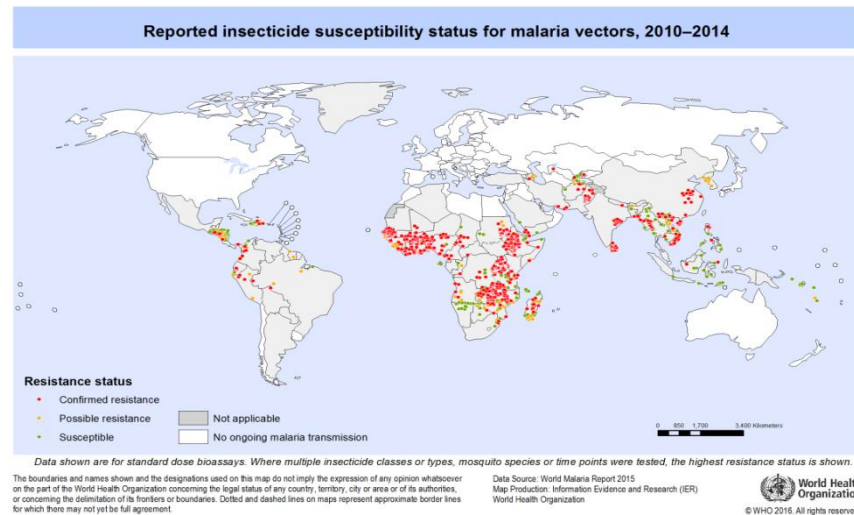 Reported insecticide susceptibility status for malaria vectors, 2010–2014
Resistance status
Confirmed resistance
Possible resistance
Susceptible
Not applicable
No ongoing malaria transmission
0 850 1,700 3,400 Kilometers
Data shown are for standard dose bioassays. Where multiple insecticide classes or types, mosquito species or time points were tested, the highest resistance status is shown.
The boundaries and names shown and the designations used on this map do not imply the expression of any opinion whatsoever
on the part of the World Health Organization concerning the legal status of any country, territory, city or area or of its authorities,
or concerning the delimitation of its frontiers or boundaries. Dotted and dashed lines on maps represent approximate border lines
for which there may not yet be full agreement.
Data Source: World Malaria Report 2015
Map Production: Information Evidence and Research (IER)
World Health Organization
World Healt
Organizatio
© WHO 2016. All rights reserve